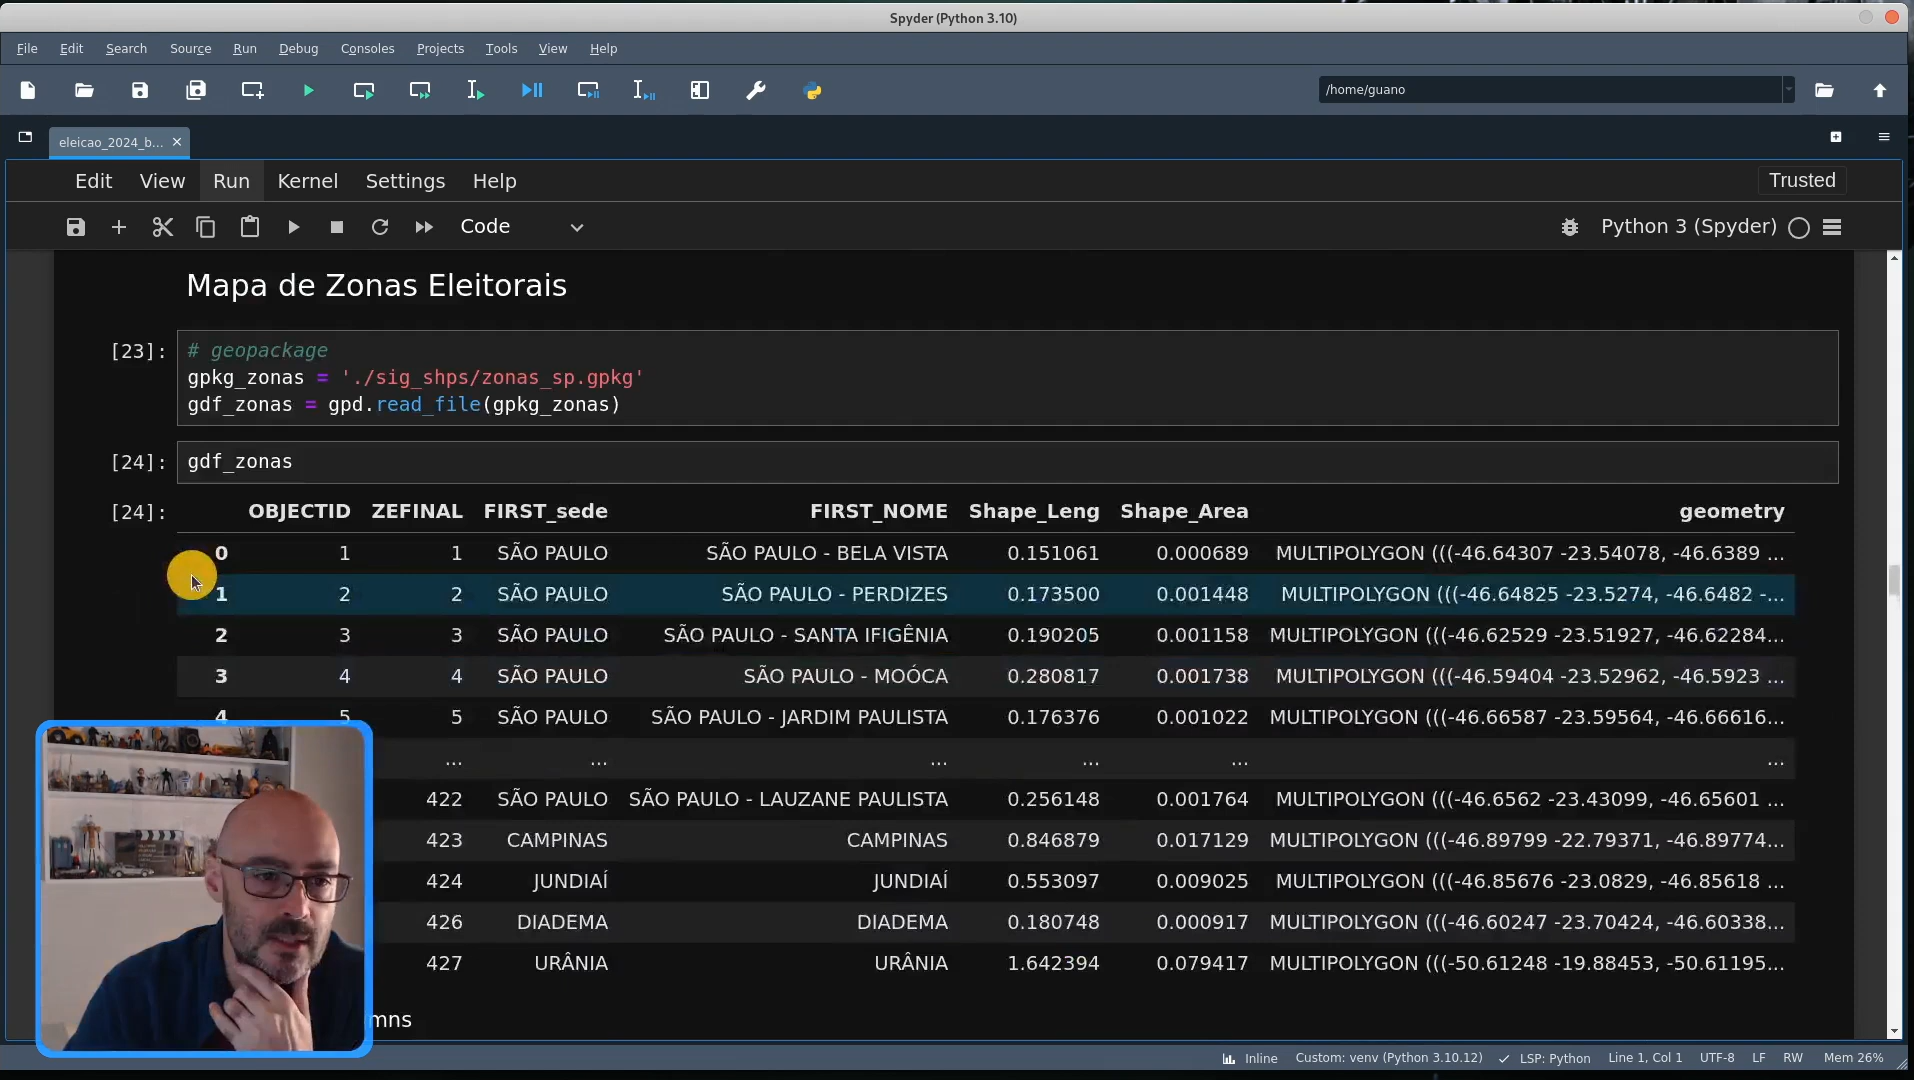 Spyder (Python 3.10)
File Edit Search Source Run Debug Consoles Projects Tools View Help
/home/guano
eleicao_2024_b...
Edit View Run Kernel Settings Help Trusted
Code Python 3 (Spyder)
Mapa de Zonas Eleitorais
[23]: # geopackage
gpkg_zonas = './sig_shps/zonas_sp.gpkg'
gdf_zonas = gpd.read_file(gpkg_zonas)
[24]: gdf_zonas
[24]: OBJECTID ZEFINAL FIRST_sede FIRST_NOME Shape_Leng Shape_Area geometry
0 1 1 SÃO PAULO SÃO PAULO - BELA VISTA 0.151061 0.000689 MULTIPOLYGON (((-46.64307 -23.54078, -46.6389 ...
1 2 2 SÃO PAULO SÃO PAULO - PERDIZES 0.173500 0.001448 MULTIPOLYGON (((-46.64825 -23.5274, -46.6482 -...
2 3 3 SÃO PAULO SÃO PAULO - SANTA IFIGÊNIA 0.190205 0.001158 MULTIPOLYGON (((-46.62529 -23.51927, -46.62284...
3 4 4 SÃO PAULO SÃO PAULO - MOÓCA 0.280817 0.001738 MULTIPOLYGON (((-46.59404 -23.52962, -46.5923 ...
4 5 5 SÃO PAULO SÃO PAULO - JARDIM PAULISTA 0.176376 0.001022 MULTIPOLYGON (((-46.66587 -23.59564, -46.66616...
... ... ... ... ... ...
422 SÃO PAULO SÃO PAULO - LAUZANE PAULISTA 0.256148 0.001764 MULTIPOLYGON (((-46.6562 -23.43099, -46.65601 ...
423 CAMPINAS CAMPINAS 0.846879 0.017129 MULTIPOLYGON (((-46.89799 -22.79371, -46.89774...
424 JUNDIAÍ JUNDIAÍ 0.553097 0.009025 MULTIPOLYGON (((-46.85676 -23.0829, -46.85618 ...
426 DIADEMA DIADEMA 0.180748 0.000917 MULTIPOLYGON (((-46.60247 -23.70424, -46.60338...
427 URÂNIA URÂNIA 1.642394 0.079417 MULTIPOLYGON (((-50.61248 -19.88453, -50.61195...
mns
Inline Custom: venv (Python 3.10.12) LSP: Python Line 1, Col 1 UTF-8 LF RW Mem 26%